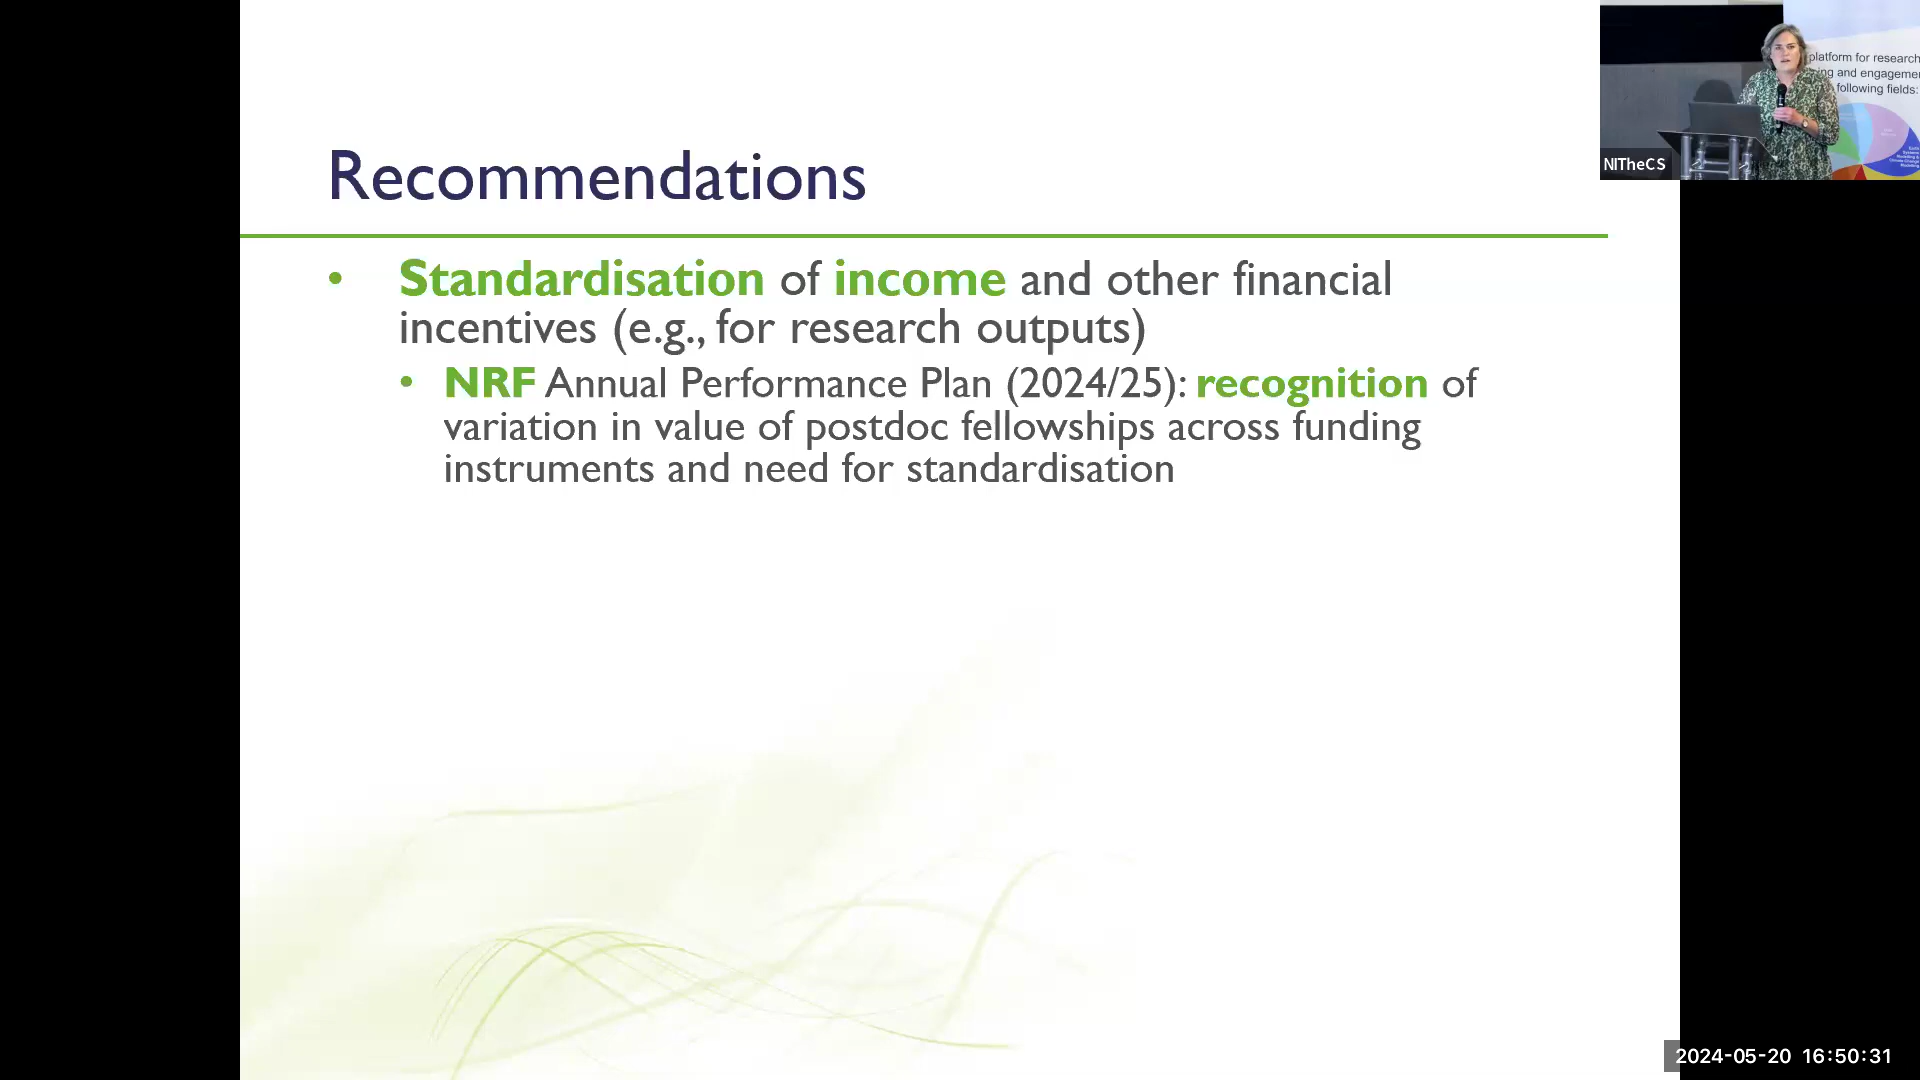 Recommendations
• Standardisation of income and other financial
incentives (e.g., for research outputs)
• NRF Annual Performance Plan (2024/25): recognition of
variation in value of postdoc fellowships across funding
instruments and need for standardisation
platform for research
and engagement
following fields:
NITheCS
2024-05-20 16:50:31